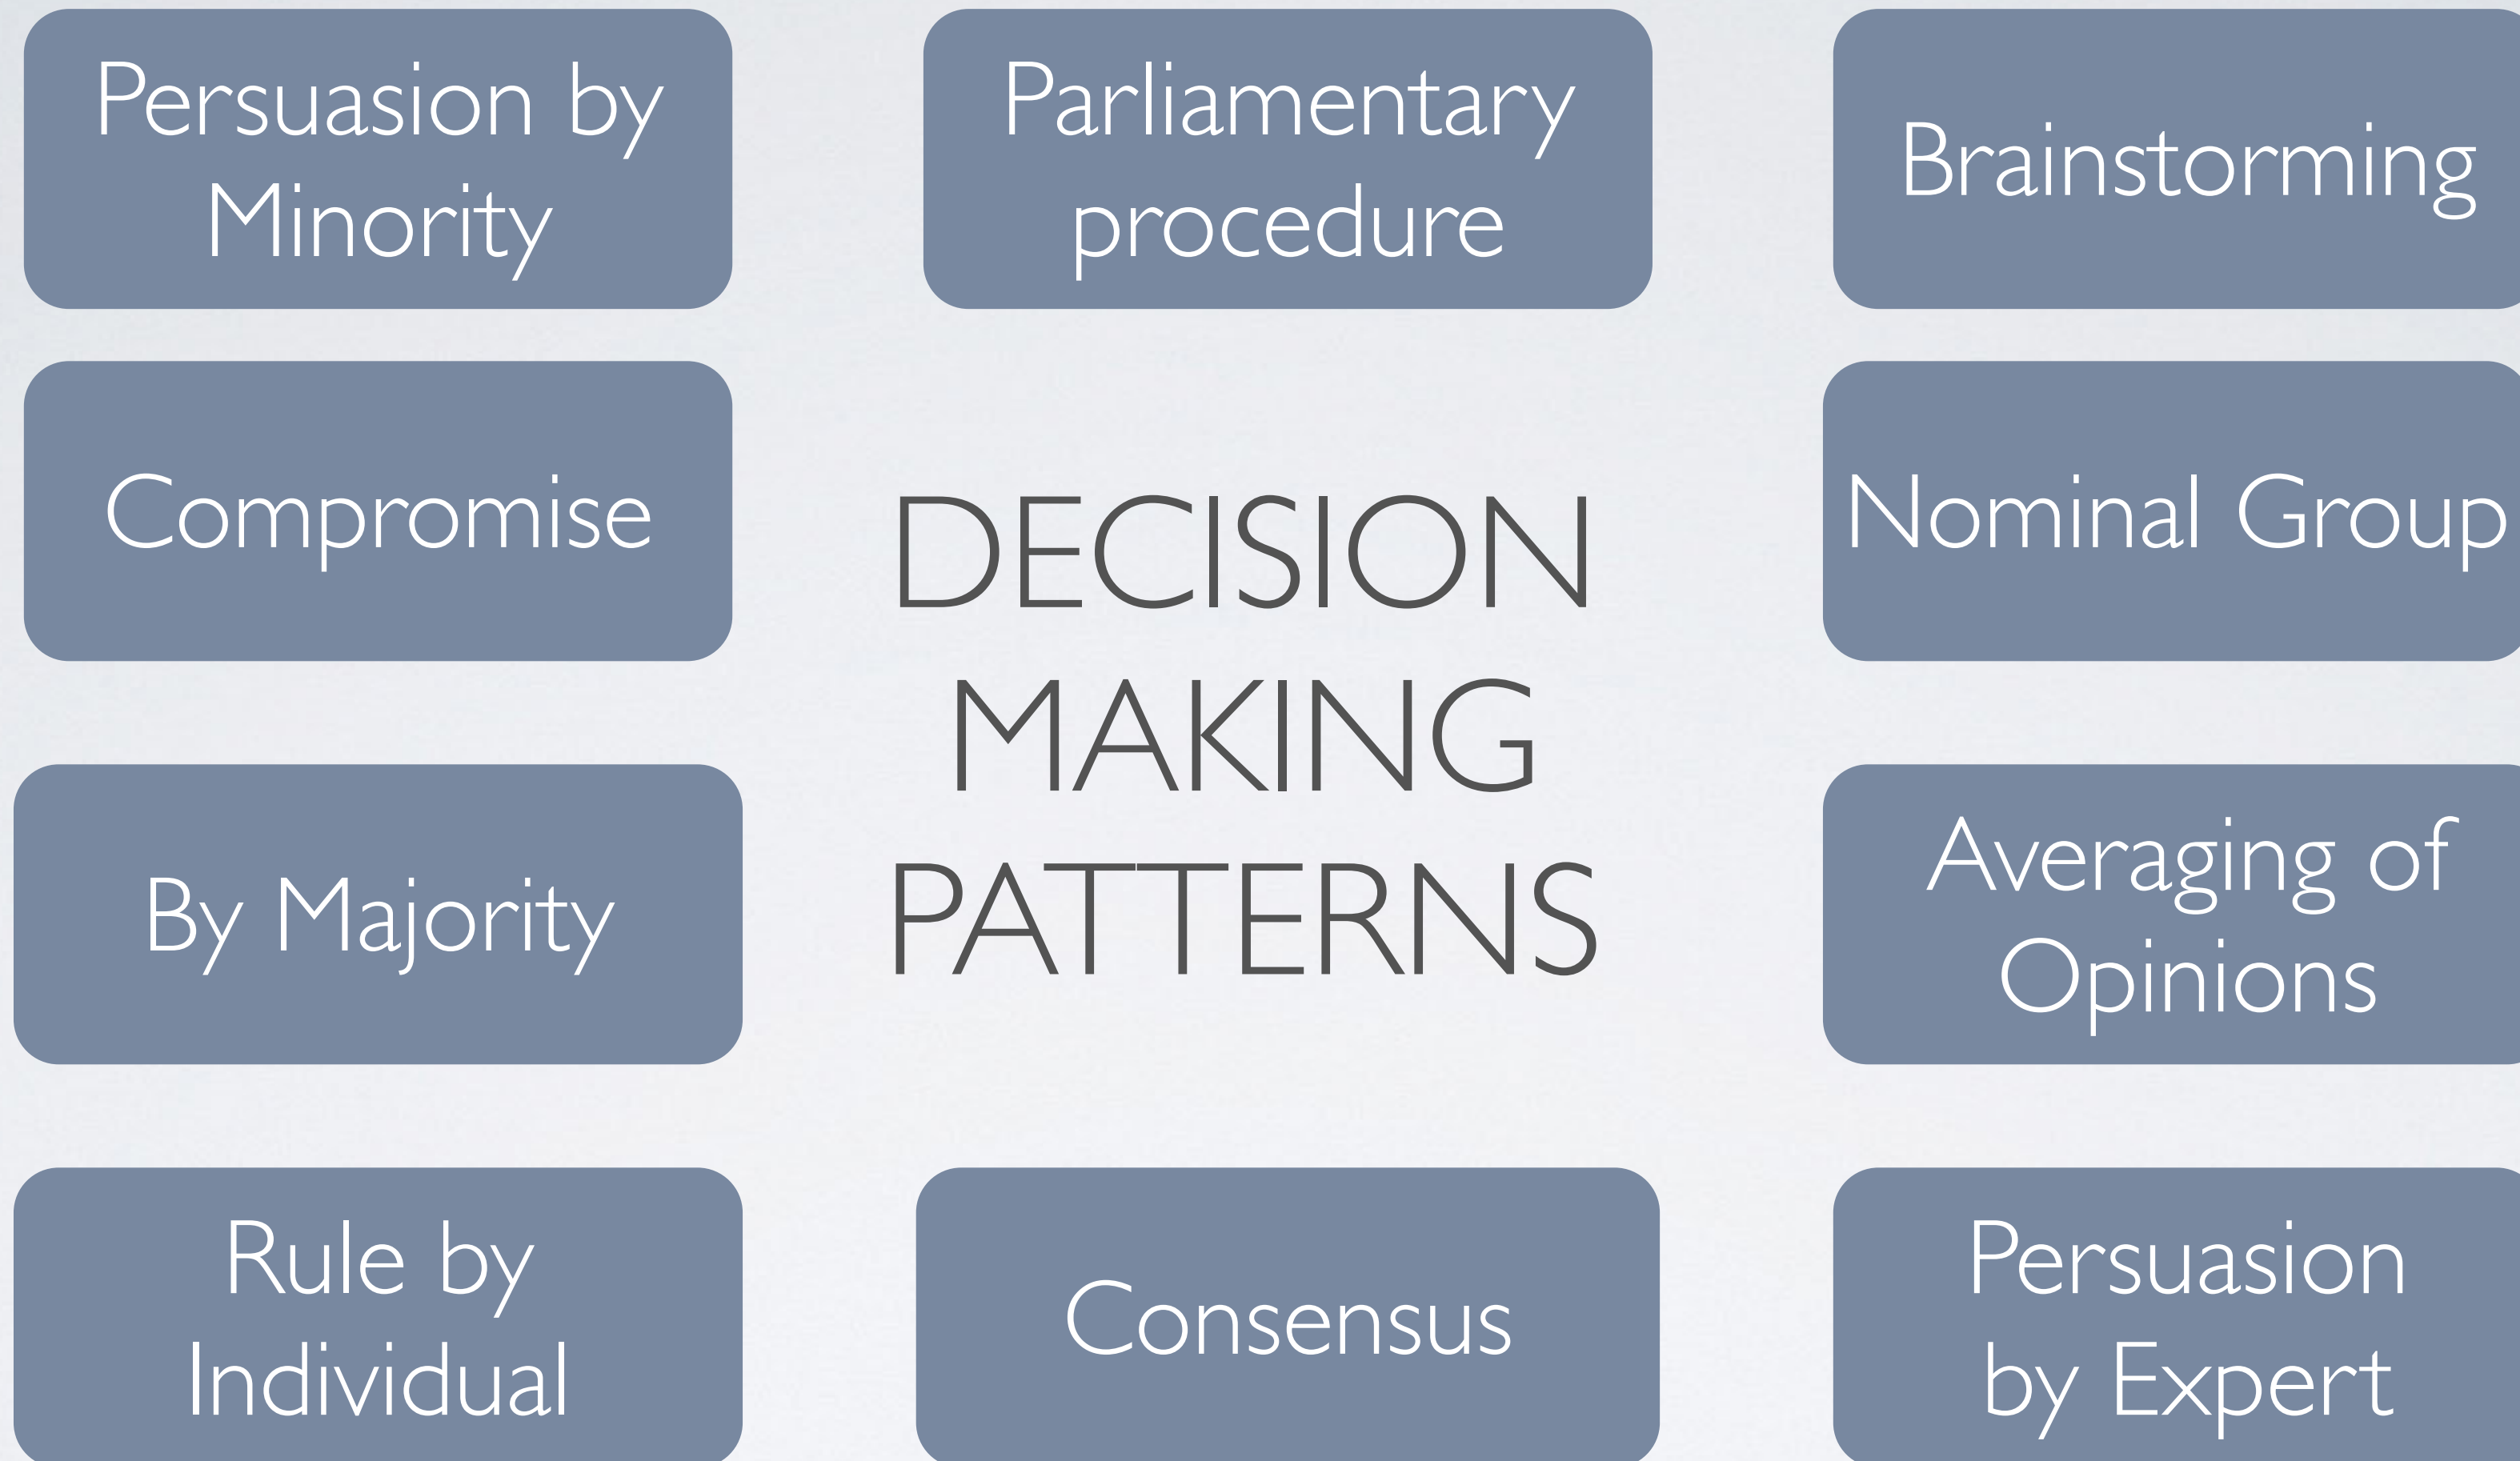 Persuasion by
Minority
Parliamentary
procedure
Brainstorming
Compromise
Nominal Group
DECISION
MAKING
PATTERNS
By Majority
Averaging of
Opinions
Rule by
Individual
Consensus
Persuasion
by Expert